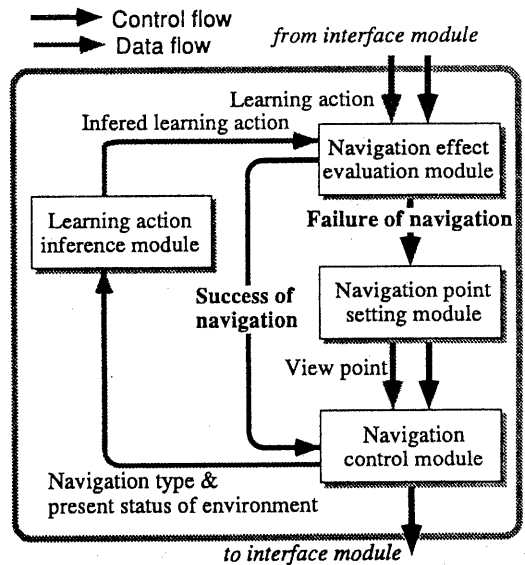 Control flow
Data flow
from interface module
Learning action
Infered learning action
Navigation effect
evaluation module
Learning action
inference module
Failure of navigation
Success of
navigation
Navigation point
setting module
View point
Navigation
control module
Navigation type &
present status of environment
to interface module